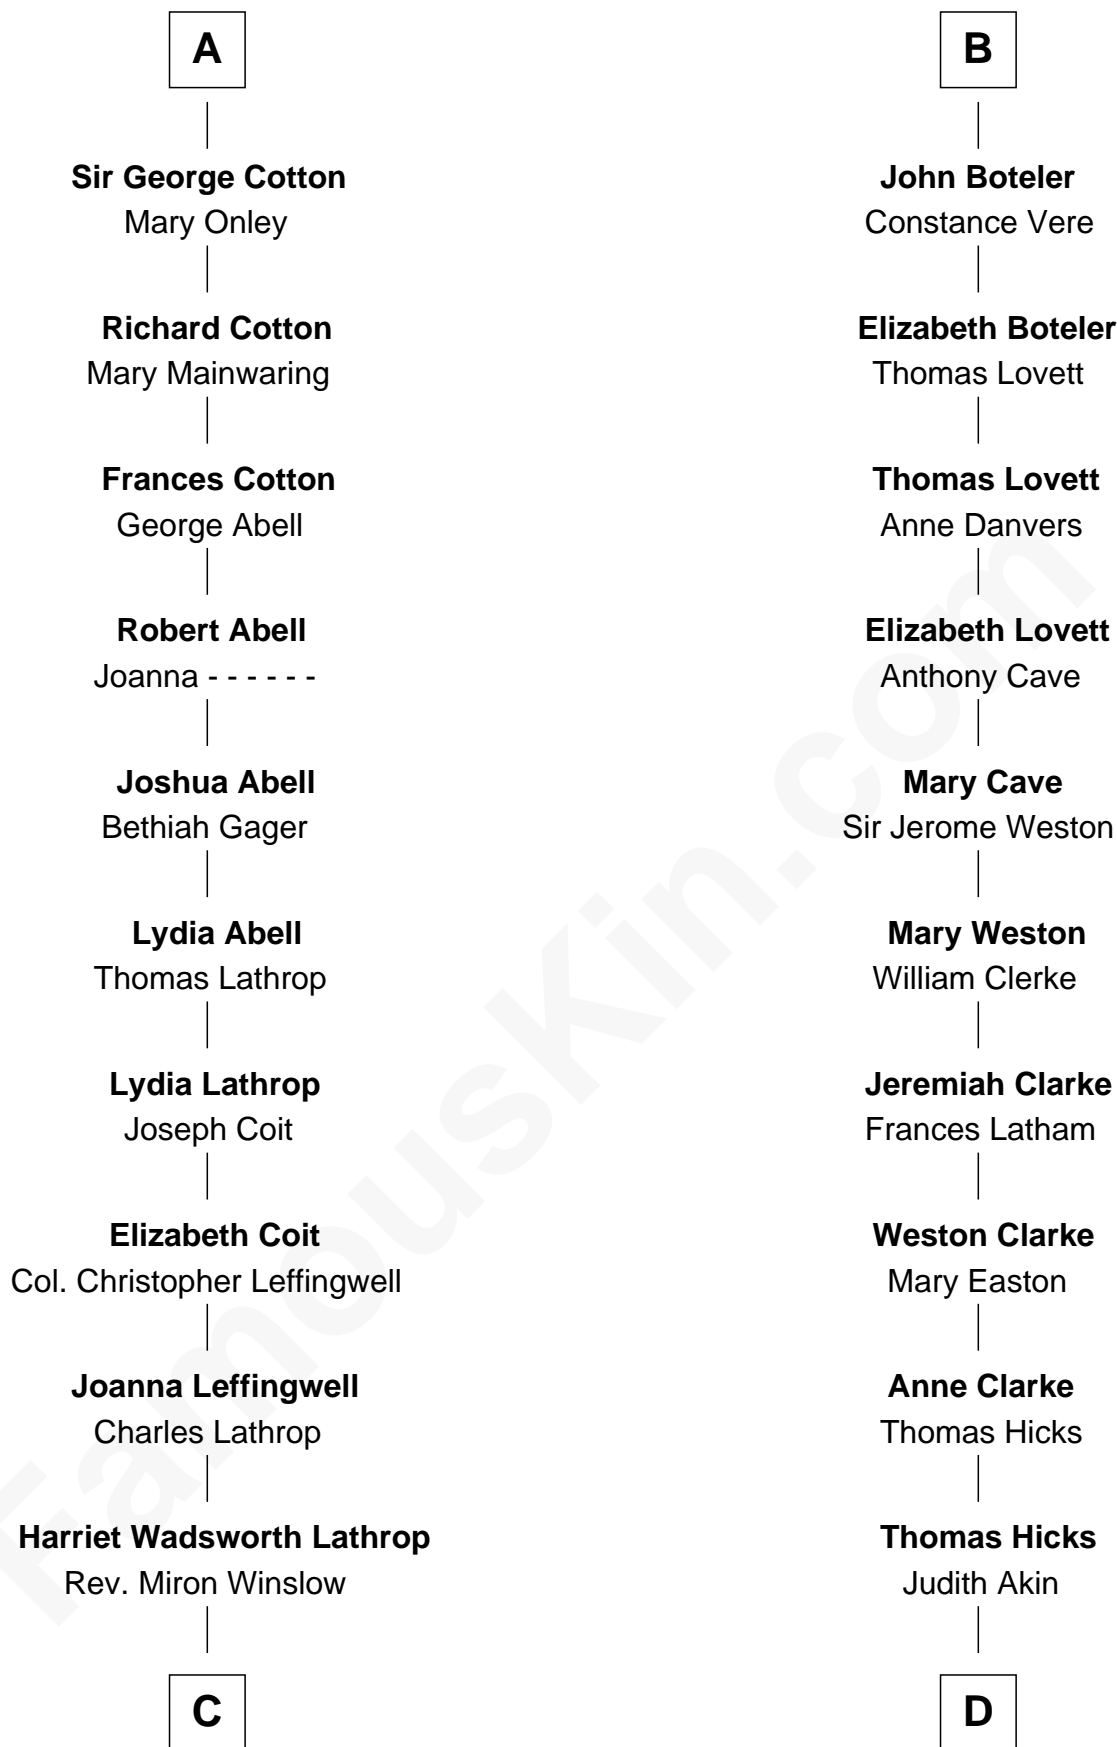 A
Sir George Cotton
Mary Onley
Richard Cotton
Mary Mainwaring
Frances Cotton
George Abell
Robert Abell
Joanna - - - - - -
Joshua Abell
Bethiah Gager
Lydia Abell
Thomas Lathrop
Lydia Lathrop
Joseph Coit
Elizabeth Coit
Col. Christopher Leffingwell
Joanna Leffingwell
Charles Lathrop
Harriet Wadsworth Lathrop
Rev. Miron Winslow
C
B
John Boteler
Constance Vere
Elizabeth Boteler
Thomas Lovett
Thomas Lovett
Anne Danvers
Elizabeth Lovett
Anthony Cave
Mary Cave
Sir Jerome Weston
Mary Weston
William Clerke
Jeremiah Clarke
Frances Latham
Weston Clarke
Mary Easton
Anne Clarke
Thomas Hicks
Thomas Hicks
Judith Akin
D
FamousKin.com